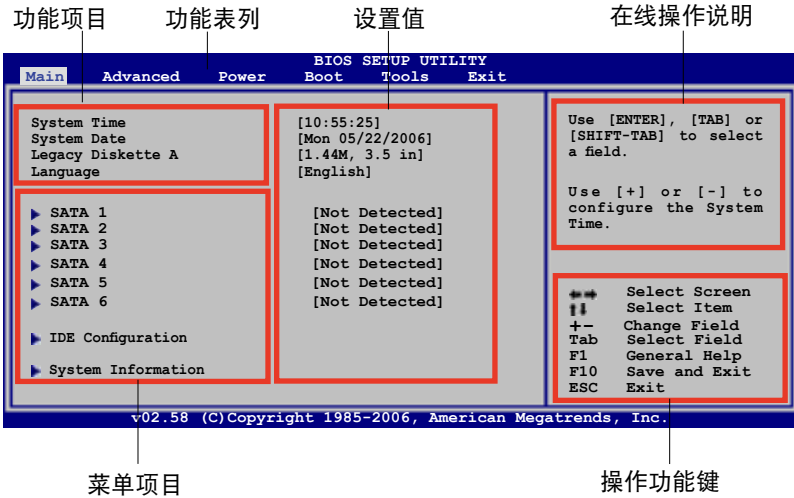 功能项目 功能表列 设置值 在线操作说明
BIOS SETUP UTILITY
Main Advanced Power Boot Tools Exit
System Time [10:55:25]
System Date [Mon 05/22/2006]
Legacy Diskette A [1.44M, 3.5 in]
Language [English]
SATA 1 [Not Detected]
SATA 2 [Not Detected]
SATA 3 [Not Detected]
SATA 4 [Not Detected]
SATA 5 [Not Detected]
SATA 6 [Not Detected]
IDE Configuration
System Information
Use [ENTER], [TAB] or
[SHIFT-TAB] to select
a field.
Use [+] or [-] to
configure the System
Time.
←→ Select Screen
↑↓ Select Item
+- Change Field
Tab Select Field
F1 General Help
F10 Save and Exit
ESC Exit
v02.58 (C)Copyright 1985-2006, American Megatrends, Inc.
菜单项目 操作功能键